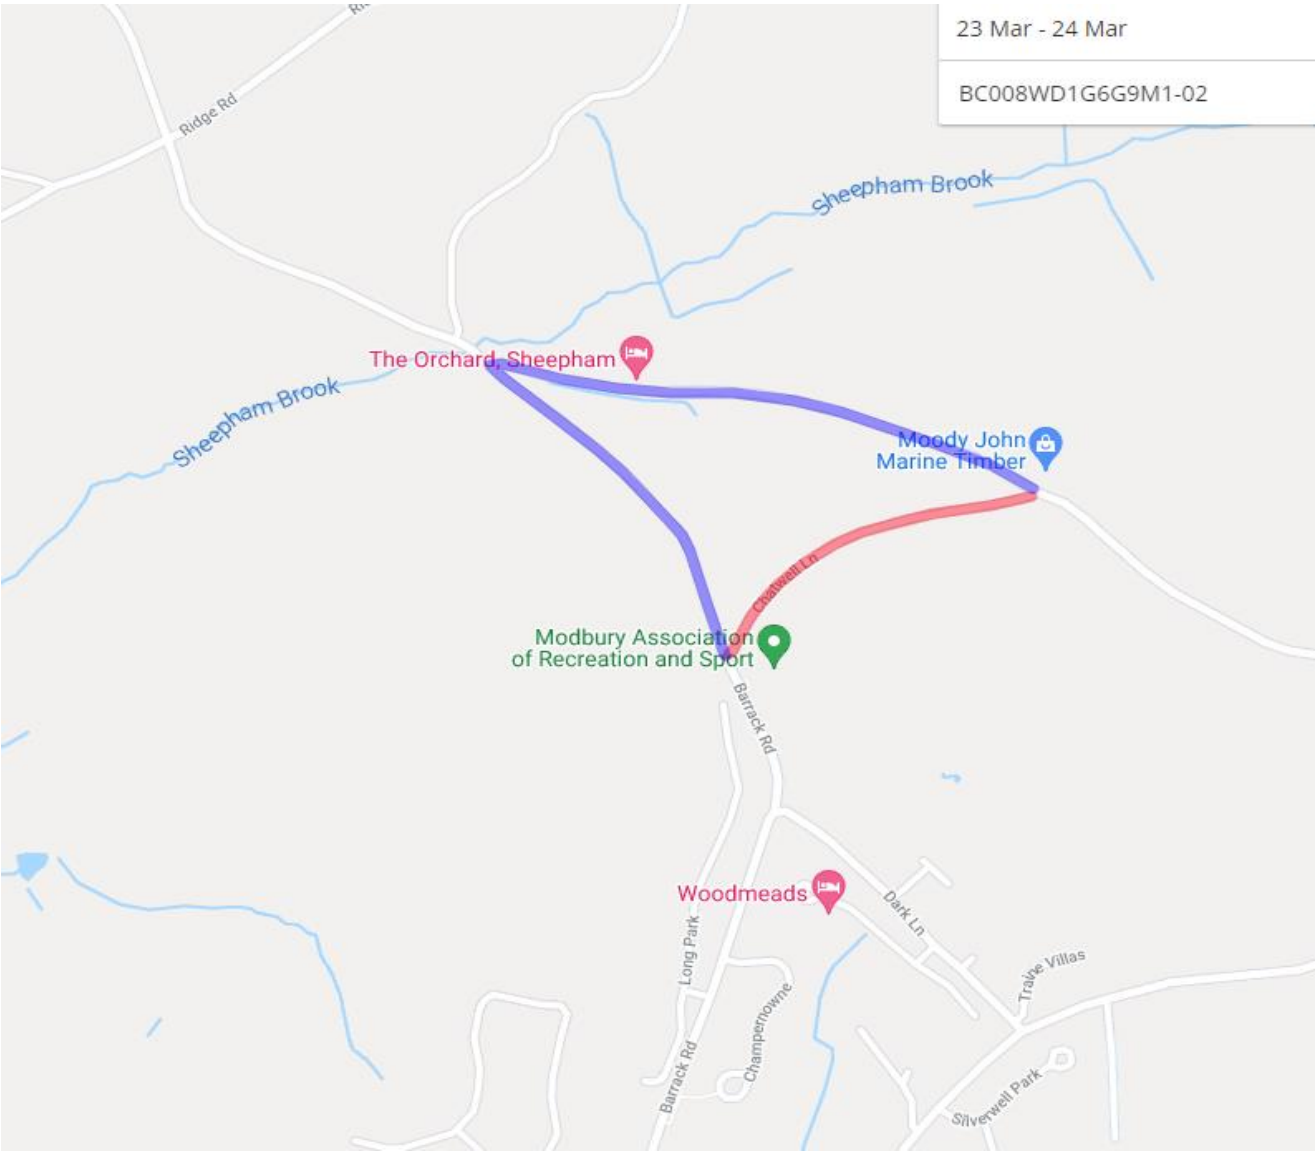 23 Mar - 24 Mar
BC008WD1G6G9M1-02
Ridge Rd
Sheepham Brook
The Orchard, Sheepham
Sheepham Brook
Moody John
Marine Timber
Chatwell Ln
Modbury Association
of Recreation and Sport
Barrack Rd
Woodmeads
Dark Ln
Long Park
Traine Villas
Champernowne
Barrack Rd
Silverwell Park